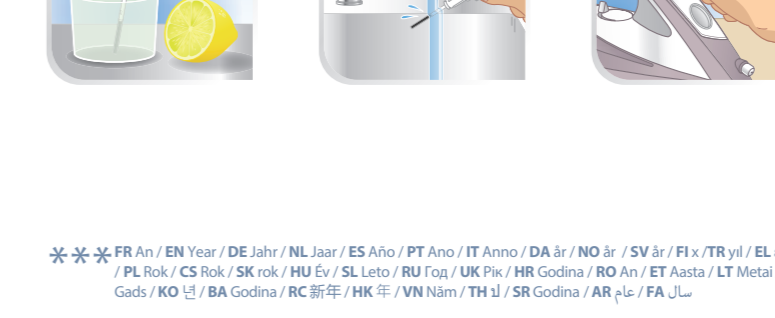 *** FR An / EN Year / DE Jahr / NL Jaar / ES Año / PT Ano / IT Anno / DA år / NO år / SV år / FI x /TR yıl / EL
/ PL Rok / CS Rok / SK rok / HU Év / SL Leto / RU Год / UK Рік / HR Godina / RO An / ET Aasta / LT Metai
Gads / KO 년 / BA Godina / RC 新年 / HK 年 / VN Năm / TH ปี / SR Godina / AR عام / FA سال